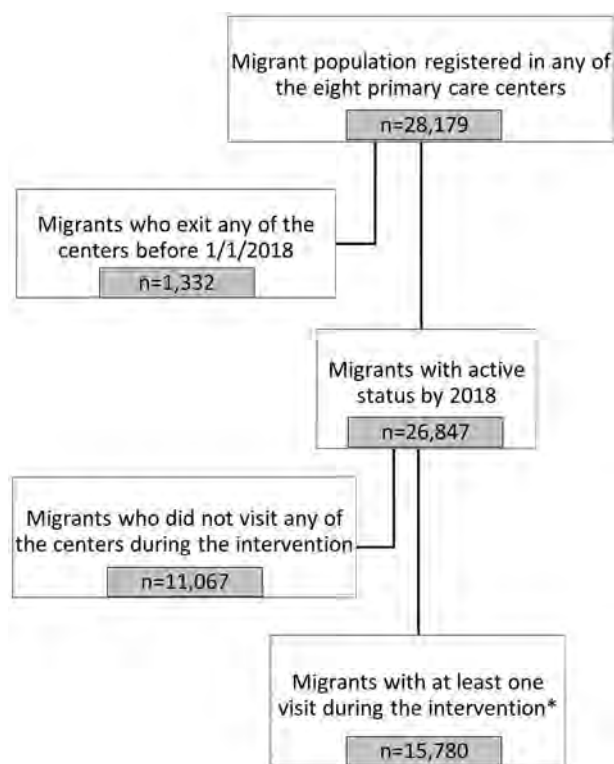 Migrant population registered in any of
the eight primary care centers
n=28,179
Migrants who exit any of the
centers before 1/1/2018
n=1,332
Migrants with active
status by 2018
n=26,847
Migrants who did not visit any of
the centers during the intervention
n=11,067
Migrants with at least one
visit during the intervention*
n=15,780